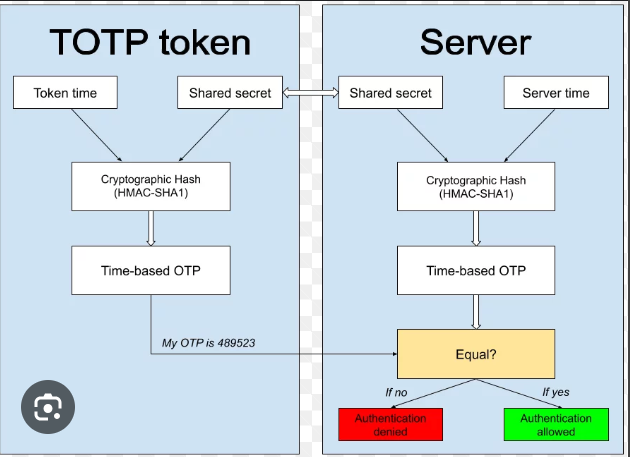 TOTP token
Server
Token time
Shared secret
Shared secret
Server time
Cryptographic Hash
(HMAC-SHA1)
Cryptographic Hash
(HMAC-SHA1)
Time-based OTP
Time-based OTP
My OTP is 489523
Equal?
If no
If yes
Authentication
denied
Authentication
allowed